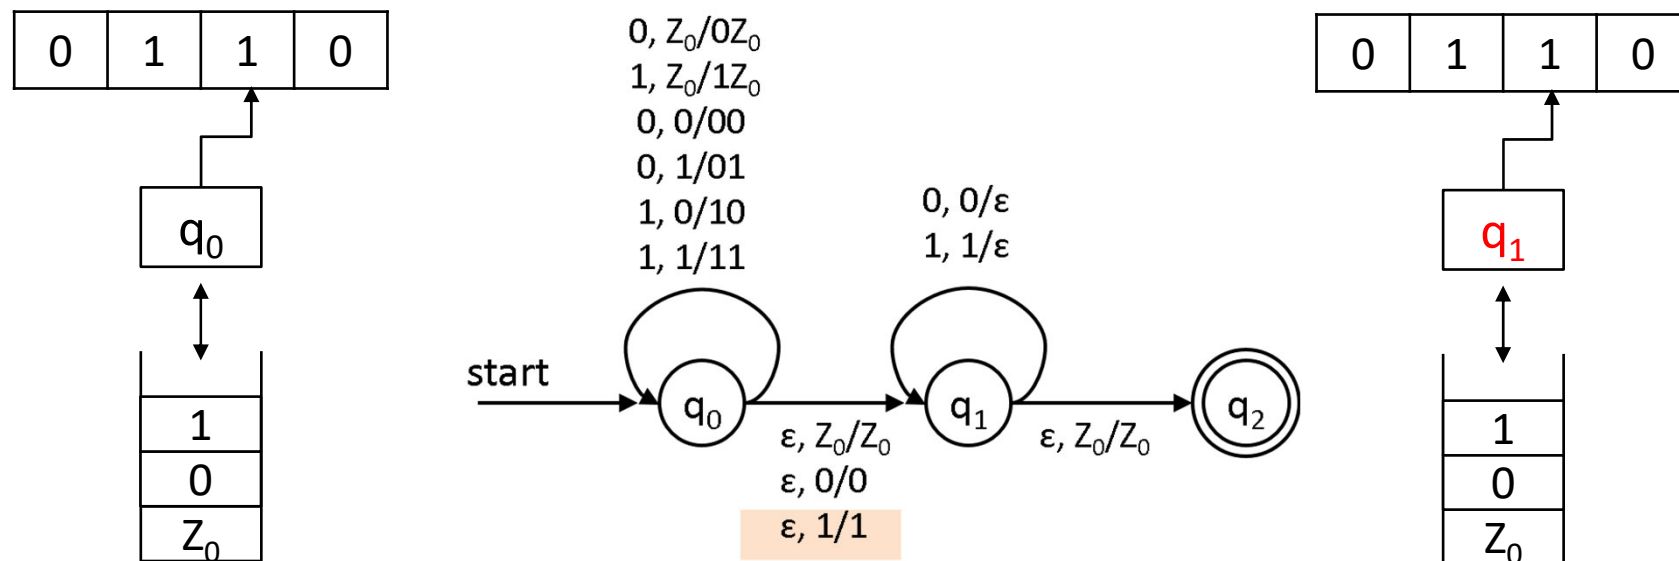 0 1 1 0
q₀
1
0
Z₀
0, Z₀/0Z₀
1, Z₀/1Z₀
0, 0/00
0, 1/01
1, 0/10
1, 1/11
0, 0/ε
1, 1/ε
start
q₀
q₁
q₂
ε, Z₀/Z₀
ε, 0/0
ε, 1/1
ε, Z₀/Z₀
0 1 1 0
q₁
1
0
Z₀